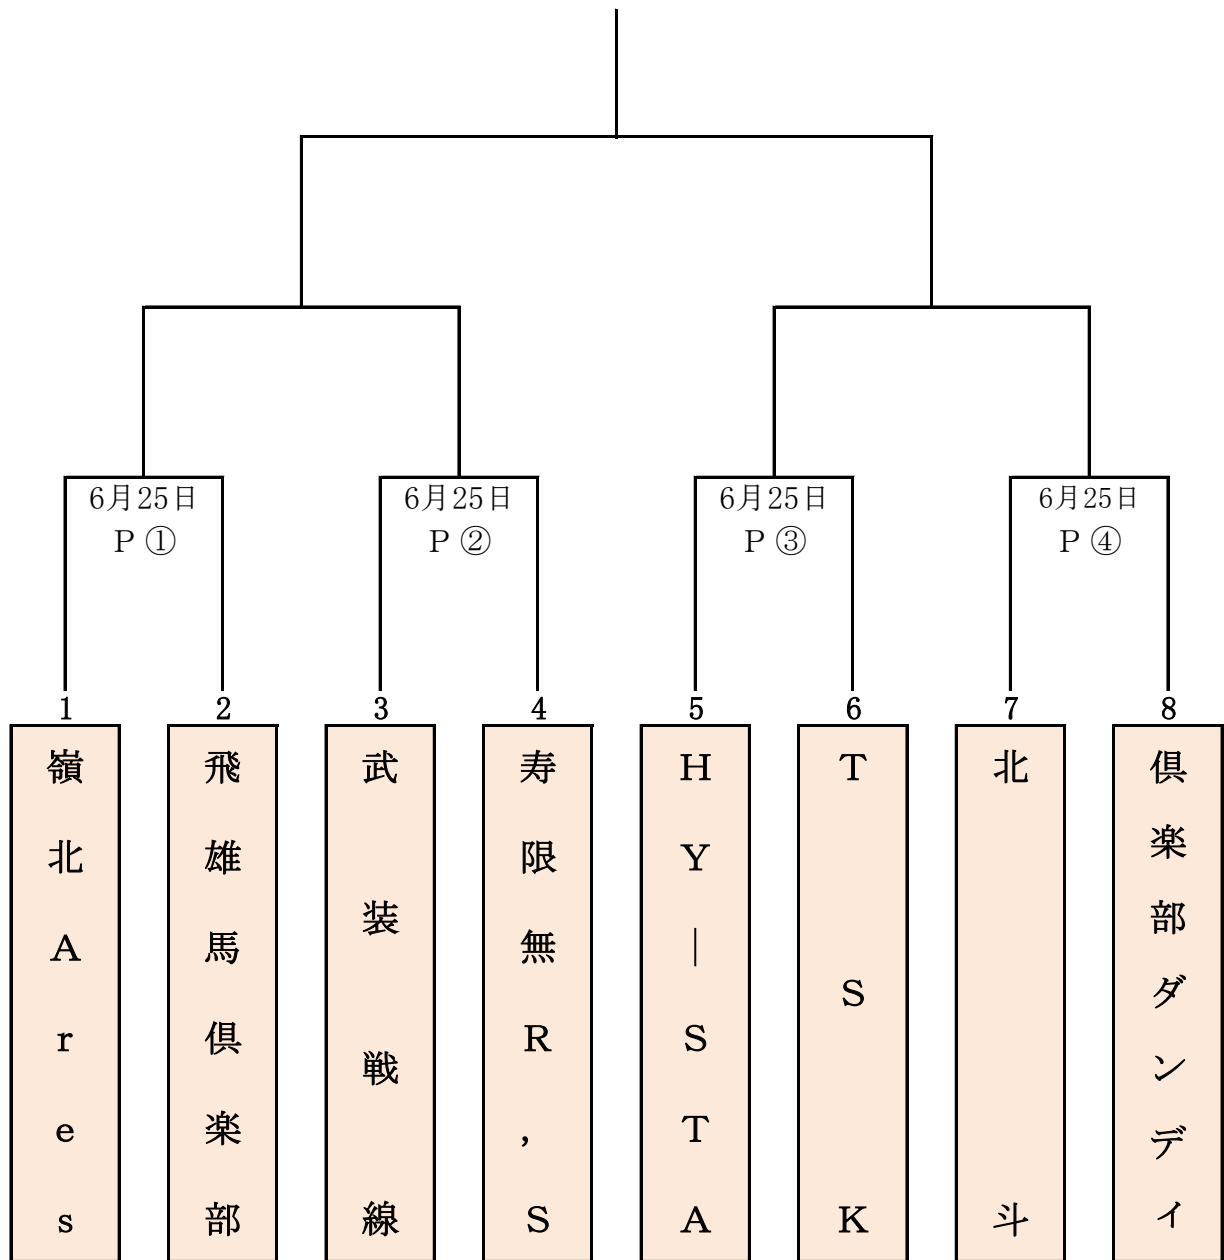 6月25日
P ①
6月25日
P ②
6月25日
P ③
6月25日
P ④
1
2
3
4
5
6
7
8
嶺北Ares
飛雄馬倶楽部
武装戦線
寿限無R,S
HY｜STA
TSK
北斗
倶楽部ダンディ